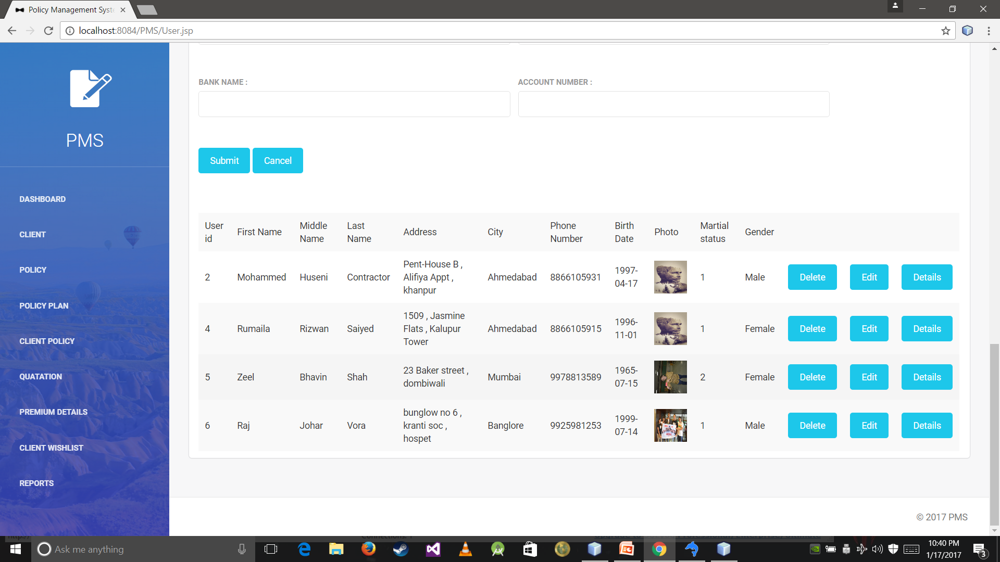 Policy Management Syste
localhost:8084/PMS/User.jsp
PMS
DASHBOARD
CLIENT
POLICY
POLICY PLAN
CLIENT POLICY
QUATATION
PREMIUM DETAILS
CLIENT WISHLIST
REPORTS
BANK NAME :
ACCOUNT NUMBER :
Submit
Cancel
User id First Name Middle Name Last Name Address City Phone Number Birth Date Photo Martial status Gender
2 Mohammed Huseni Contractor Pent-House B , Alifiya Appt , khanpur Ahmedabad 8866105931 1997-04-17 1 Male Delete Edit Details
4 Rumaila Rizwan Saiyed 1509 , Jasmine Flats , Kalupur Tower Ahmedabad 8866105915 1996-11-01 1 Female Delete Edit Details
5 Zeel Bhavin Shah 23 Baker street , dombiwali Mumbai 9978813589 1965-07-15 2 Female Delete Edit Details
6 Raj Johar Vora bunglow no 6 , kranti soc , hospet Banglore 9925981253 1999-07-14 1 Male Delete Edit Details
© 2017 PMS
Ask me anything
10:40 PM
1/17/2017
3